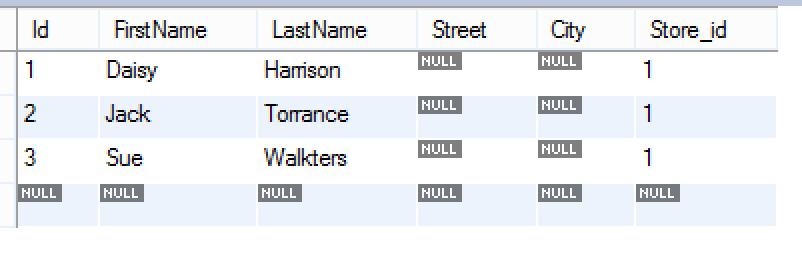 Id FirstName LastName Street City Store_id
1 Daisy Harrison NULL NULL 1
2 Jack Torrance NULL NULL 1
3 Sue Walkters NULL NULL 1
NULL NULL NULL NULL NULL NULL